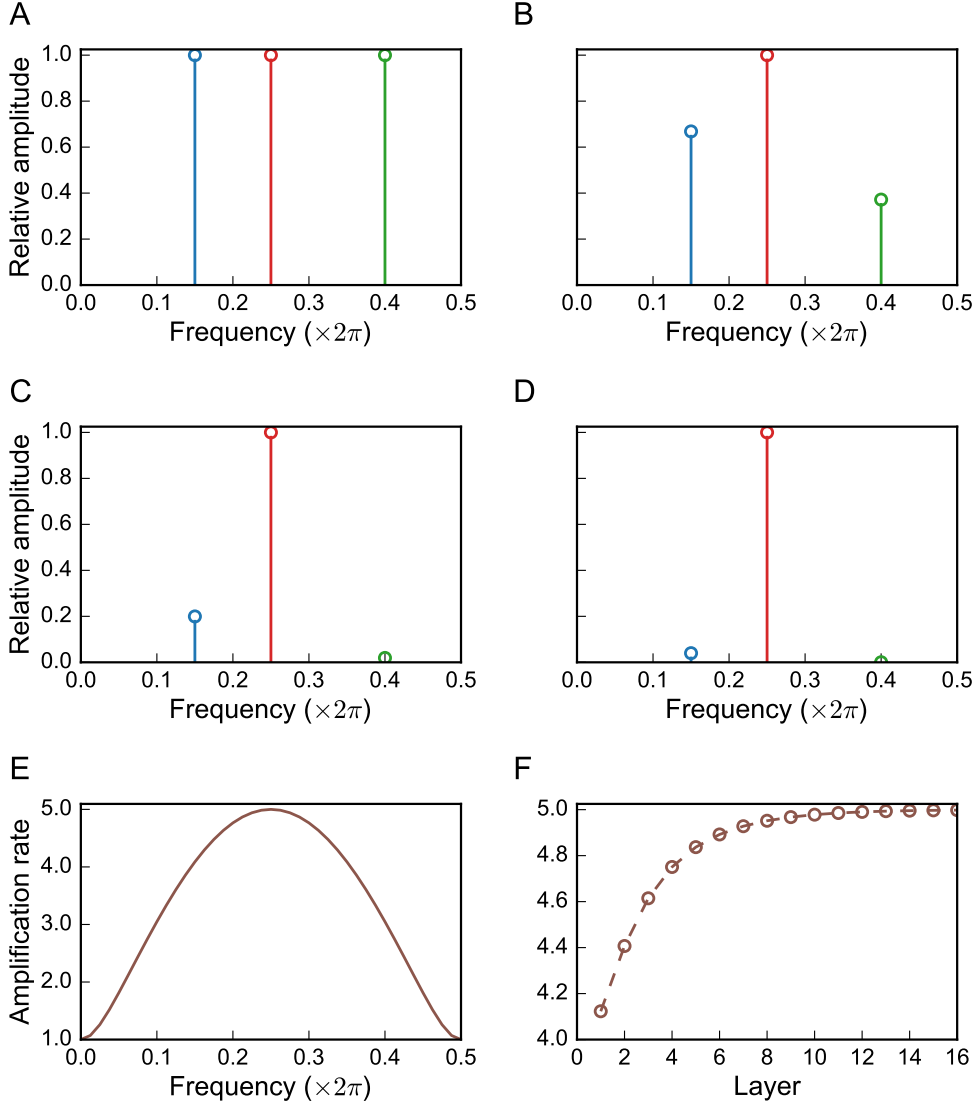 A
B
1.0
0.8
0.6
0.4
0.2
0.0
Relative amplitude
0.0 0.1 0.2 0.3 0.4 0.5
Frequency (×2π)
0.0 0.1 0.2 0.3 0.4 0.5
Frequency (×2π)
C
D
1.0
0.8
0.6
0.4
0.2
0.0
Relative amplitude
0.0 0.1 0.2 0.3 0.4 0.5
Frequency (×2π)
0.0 0.1 0.2 0.3 0.4 0.5
Frequency (×2π)
E
F
5.0
4.0
3.0
2.0
1.0
Amplification rate
0.0 0.1 0.2 0.3 0.4 0.5
Frequency (×2π)
5.0
4.8
4.6
4.4
4.2
4.0
0 2 4 6 8 10 12 14 16
Layer